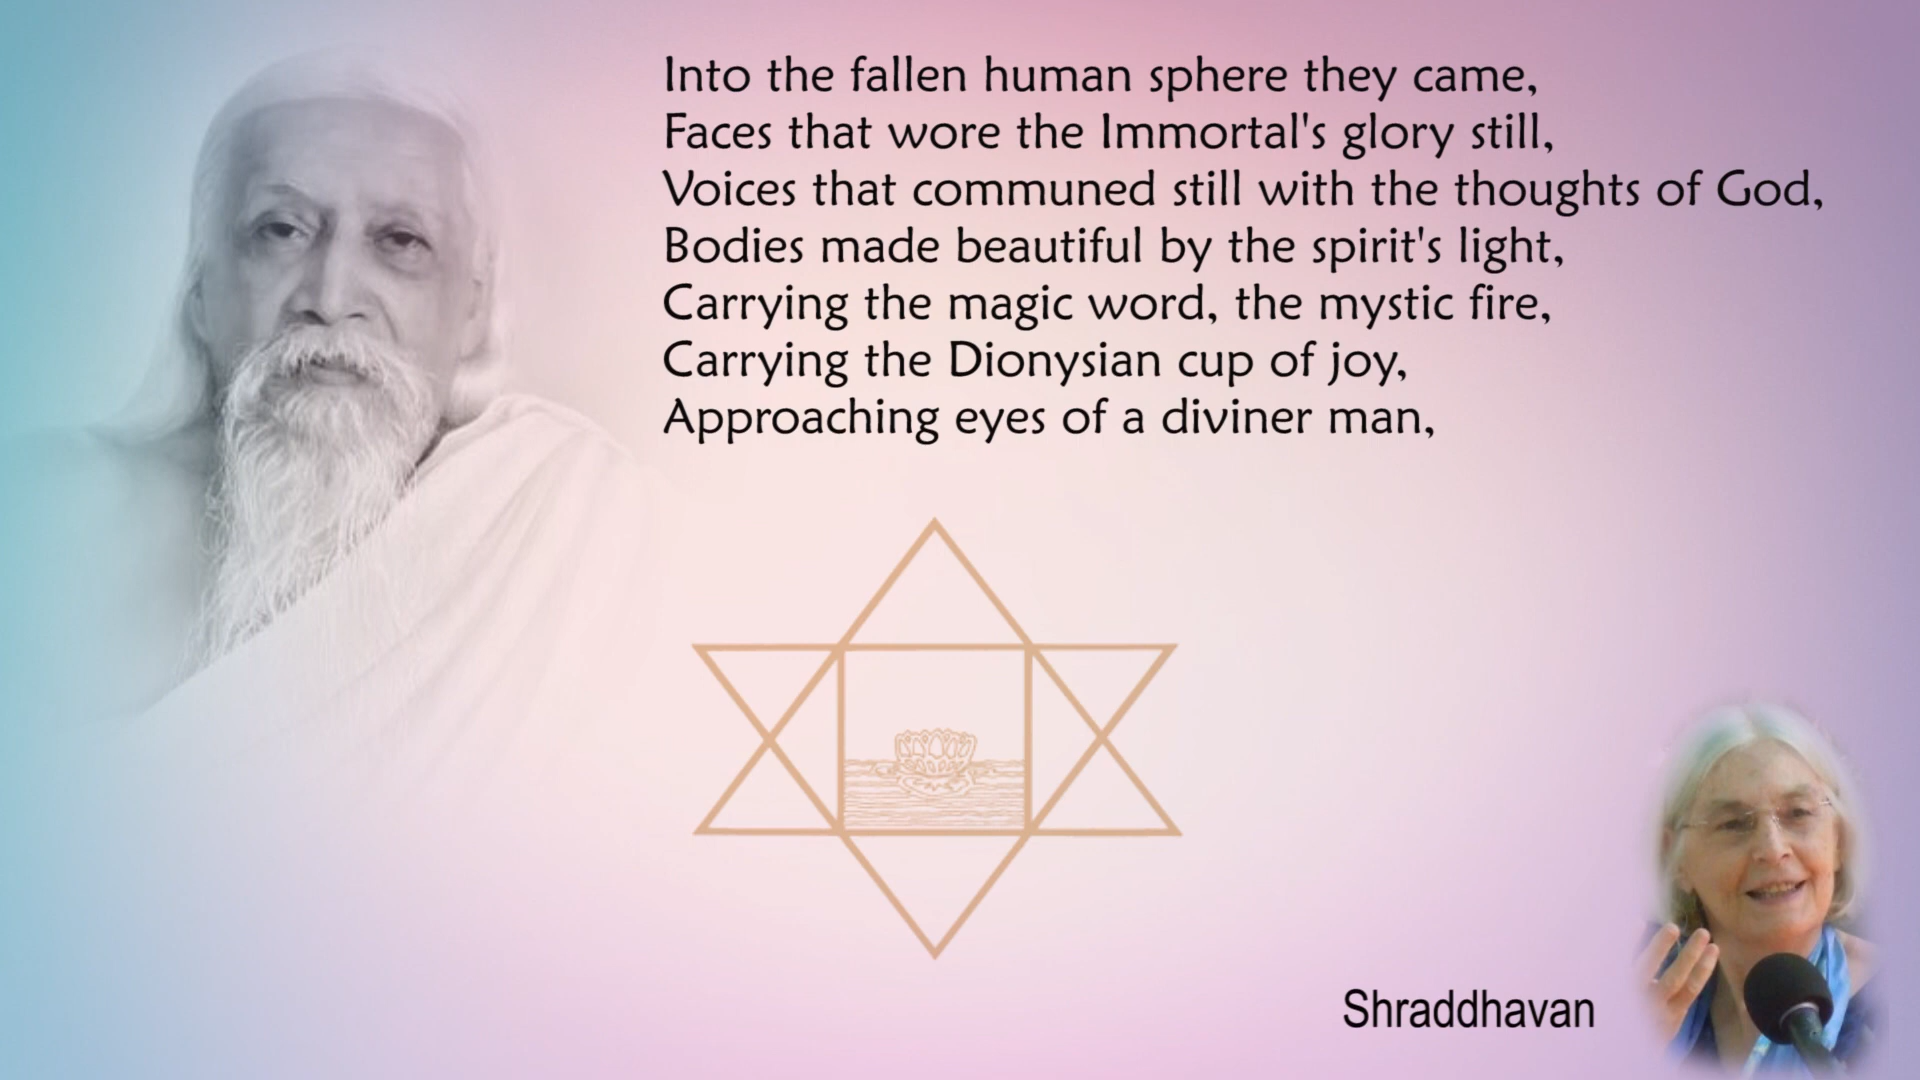 Into the fallen human sphere they came,
Faces that wore the Immortal's glory still,
Voices that communed still with the thoughts of God,
Bodies made beautiful by the spirit's light,
Carrying the magic word, the mystic fire,
Carrying the Dionysian cup of joy,
Approaching eyes of a diviner man,
Shraddhavan